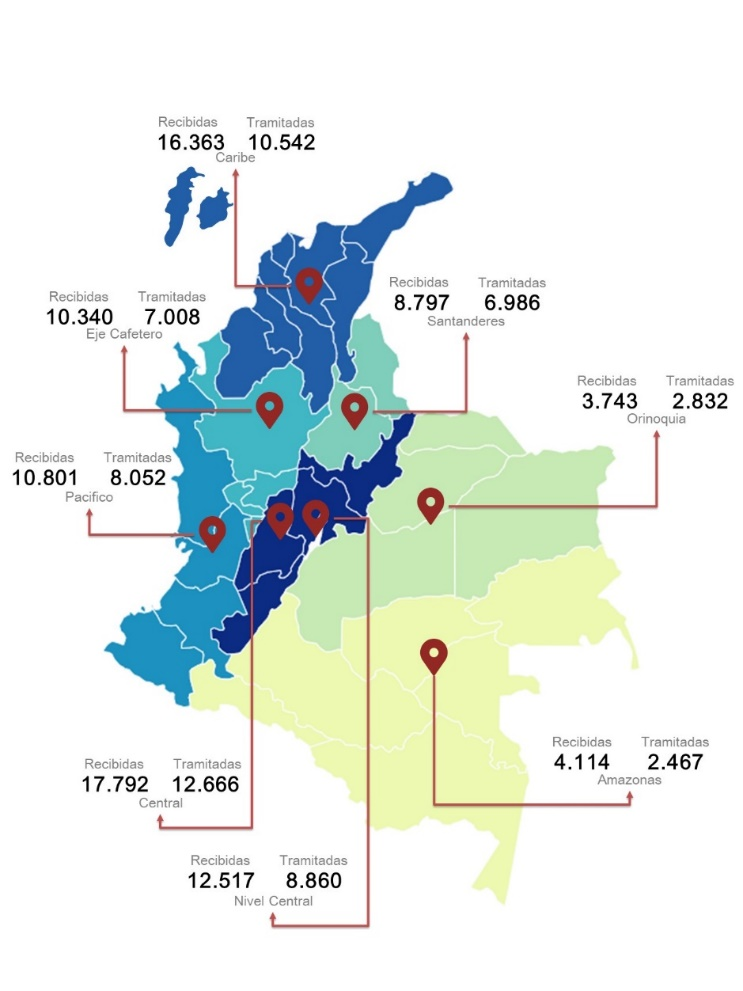 Recibidas Tramitadas
16.363 10.542
Caribe
Recibidas Tramitadas
8.797 6.986
Santanderes
Recibidas Tramitadas
10.340 7.008
Eje Cafetero
Recibidas Tramitadas
3.743 2.832
Orinoquia
Recibidas Tramitadas
10.801 8.052
Pacifico
Recibidas Tramitadas
4.114 2.467
Amazonas
Recibidas Tramitadas
17.792 12.666
Central
Recibidas Tramitadas
12.517 8.860
Nivel Central